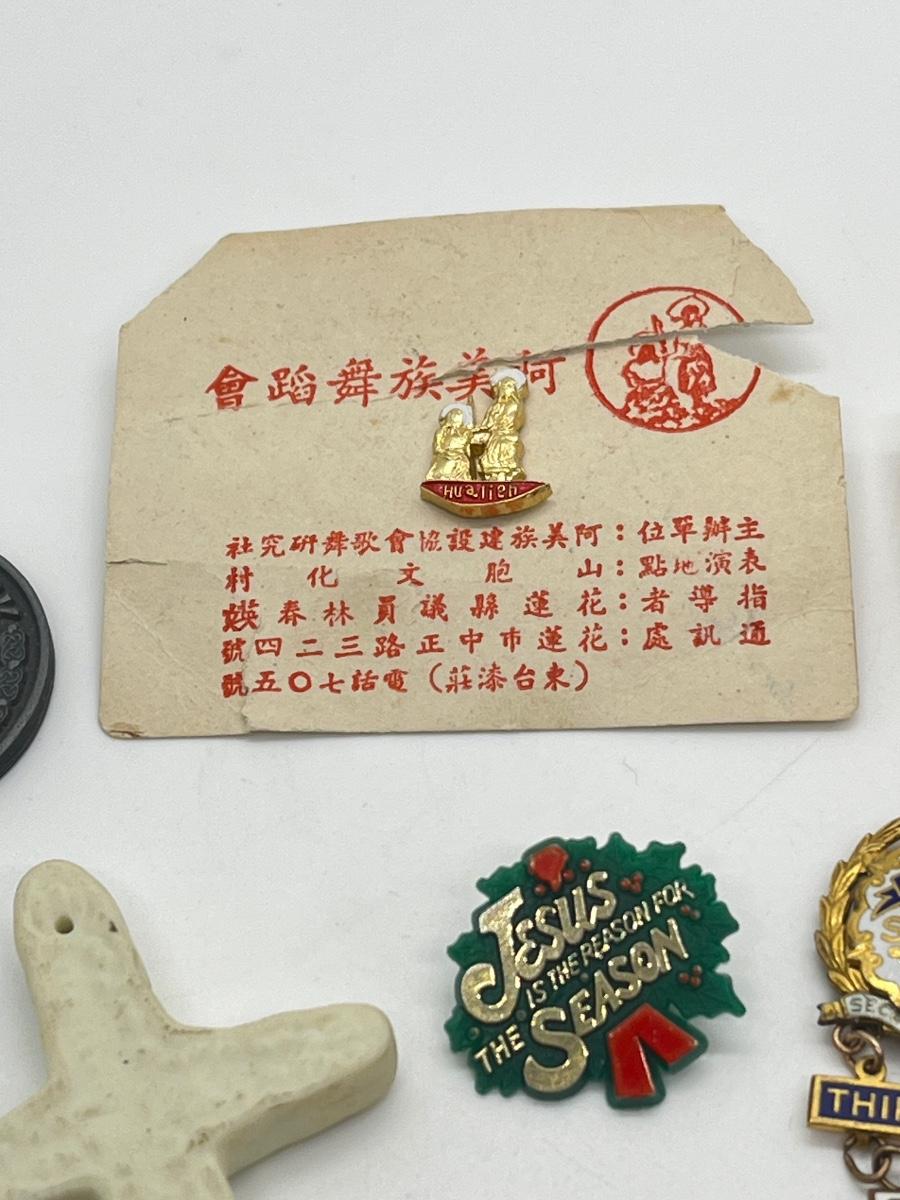 阿美族舞蹈會
Hualien
主辦單位：阿美族建設協會歌舞研究社
表演地點：山胞文化村
指導者：花蓮縣議員林春媖
通訊處：花蓮市中正路三二四號
（東台漆莊）電話七〇五號
JESUS
IS THE REASON FOR
THE SEASON